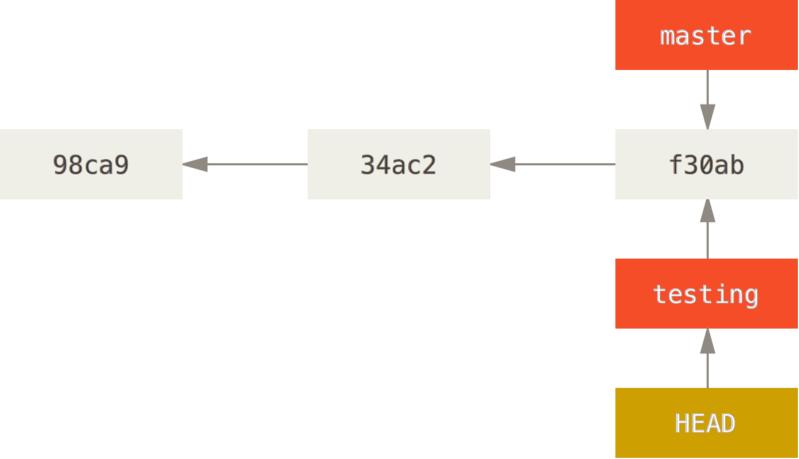 master
98ca9
34ac2
f30ab
testing
HEAD